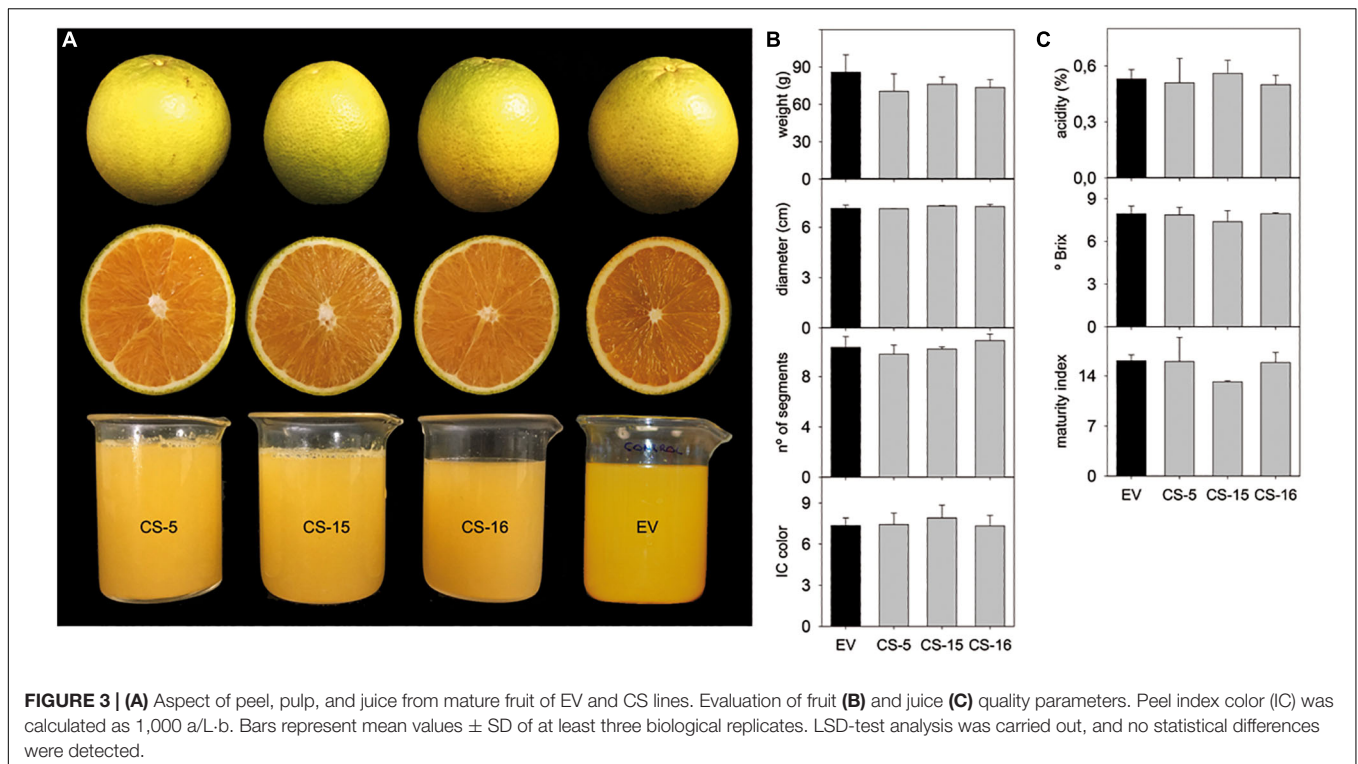 A
CS-5
CS-15
CS-16
CONTROL
EV
B
90
60
30
0
weight (g)
6
3
0
diameter (cm)
8
4
0
nº of segments
9
6
3
0
IC color
EV CS-5 CS-15 CS-16
C
0,6
0,3
0,0
acidity (%)
9
6
3
0
º Brix
14
7
0
maturity index
EV CS-5 CS-15 CS-16
FIGURE 3 | (A) Aspect of peel, pulp, and juice from mature fruit of EV and CS lines. Evaluation of fruit (B) and juice (C) quality parameters. Peel index color (IC) was
calculated as 1,000 a/L·b. Bars represent mean values ± SD of at least three biological replicates. LSD-test analysis was carried out, and no statistical differences
were detected.